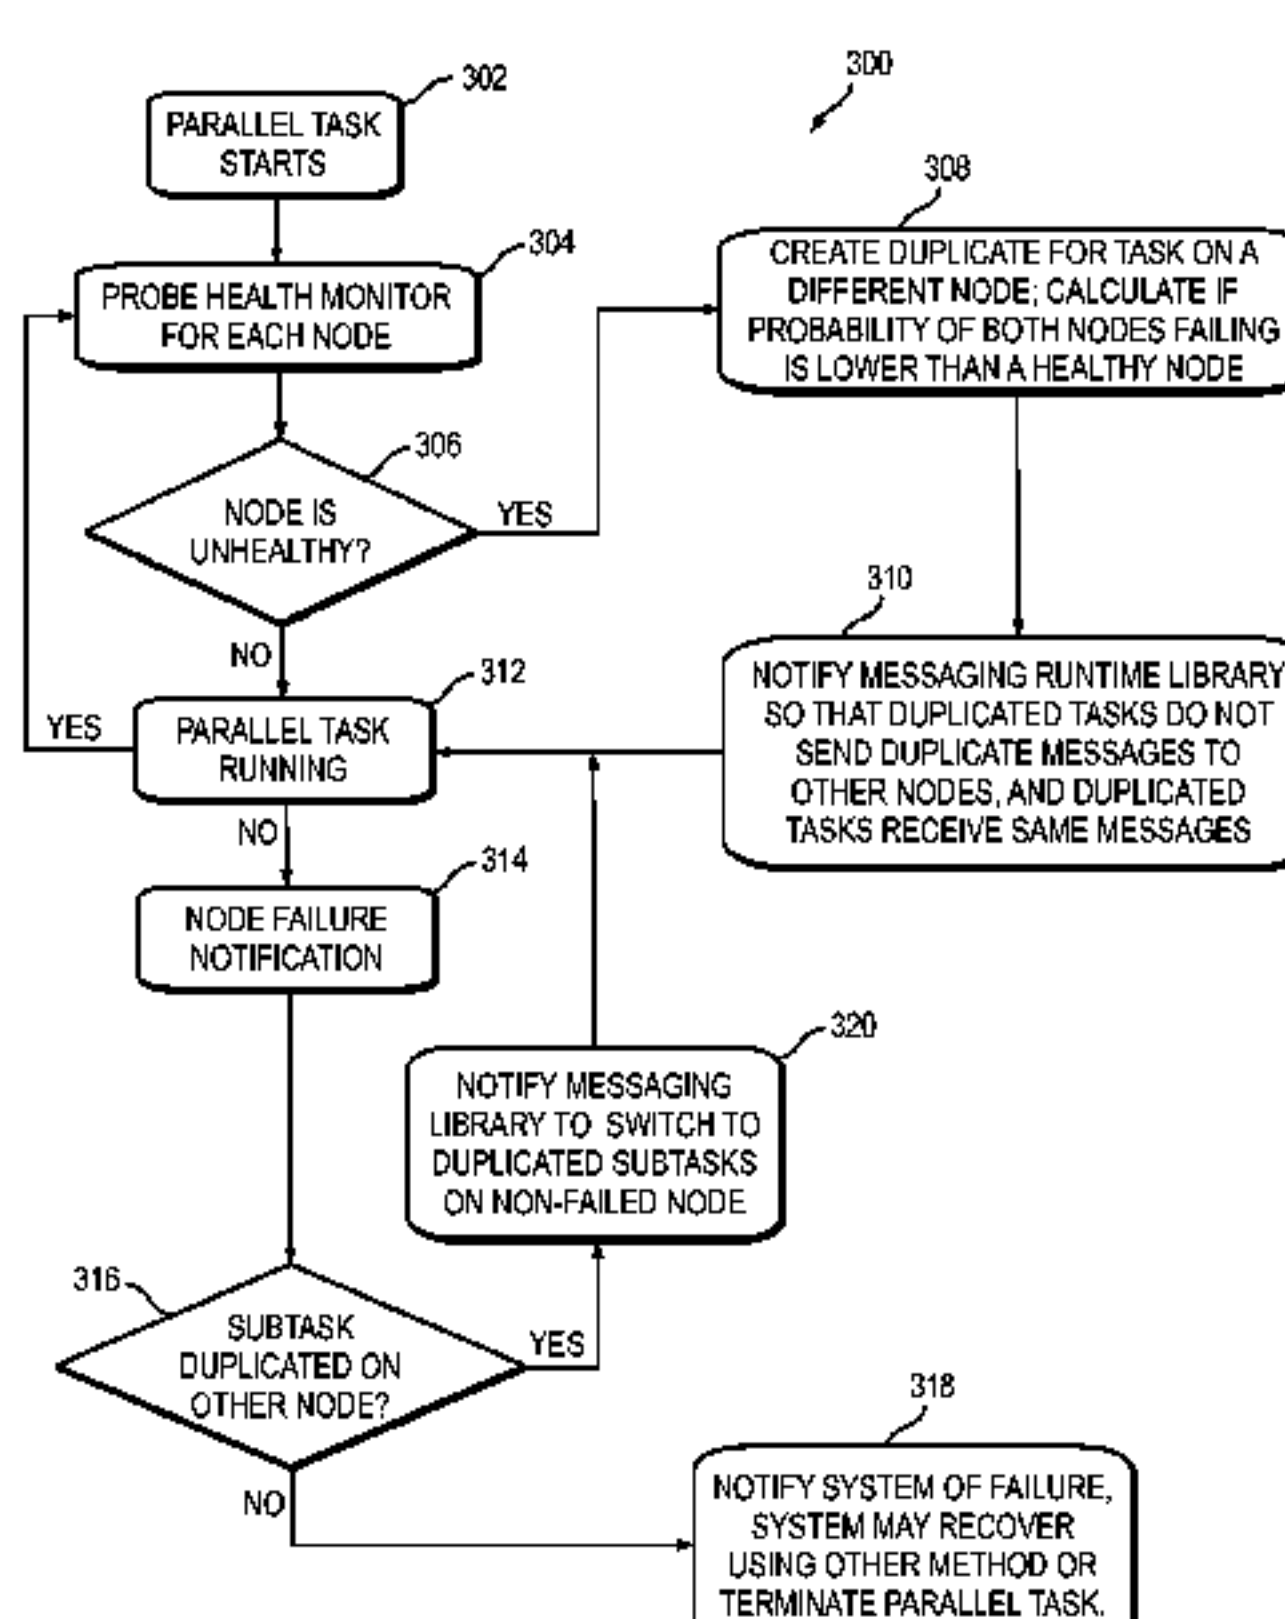 300
302
PARALLEL TASK
STARTS
304
PROBE HEALTH MONITOR
FOR EACH NODE
306
NODE IS
UNHEALTHY?
YES
NO
308
CREATE DUPLICATE FOR TASK ON A
DIFFERENT NODE; CALCULATE IF
PROBABILITY OF BOTH NODES FAILING
IS LOWER THAN A HEALTHY NODE
310
NOTIFY MESSAGING RUNTIME LIBRARY
SO THAT DUPLICATED TASKS DO NOT
SEND DUPLICATE MESSAGES TO
OTHER NODES, AND DUPLICATED
TASKS RECEIVE SAME MESSAGES
312
PARALLEL TASK
RUNNING
YES
NO
314
NODE FAILURE
NOTIFICATION
320
NOTIFY MESSAGING
LIBRARY TO SWITCH TO
DUPLICATED SUBTASKS
ON NON-FAILED NODE
316
SUBTASK
DUPLICATED ON
OTHER NODE?
YES
NO
318
NOTIFY SYSTEM OF FAILURE,
SYSTEM MAY RECOVER
USING OTHER METHOD OR
TERMINATE PARALLEL TASK.